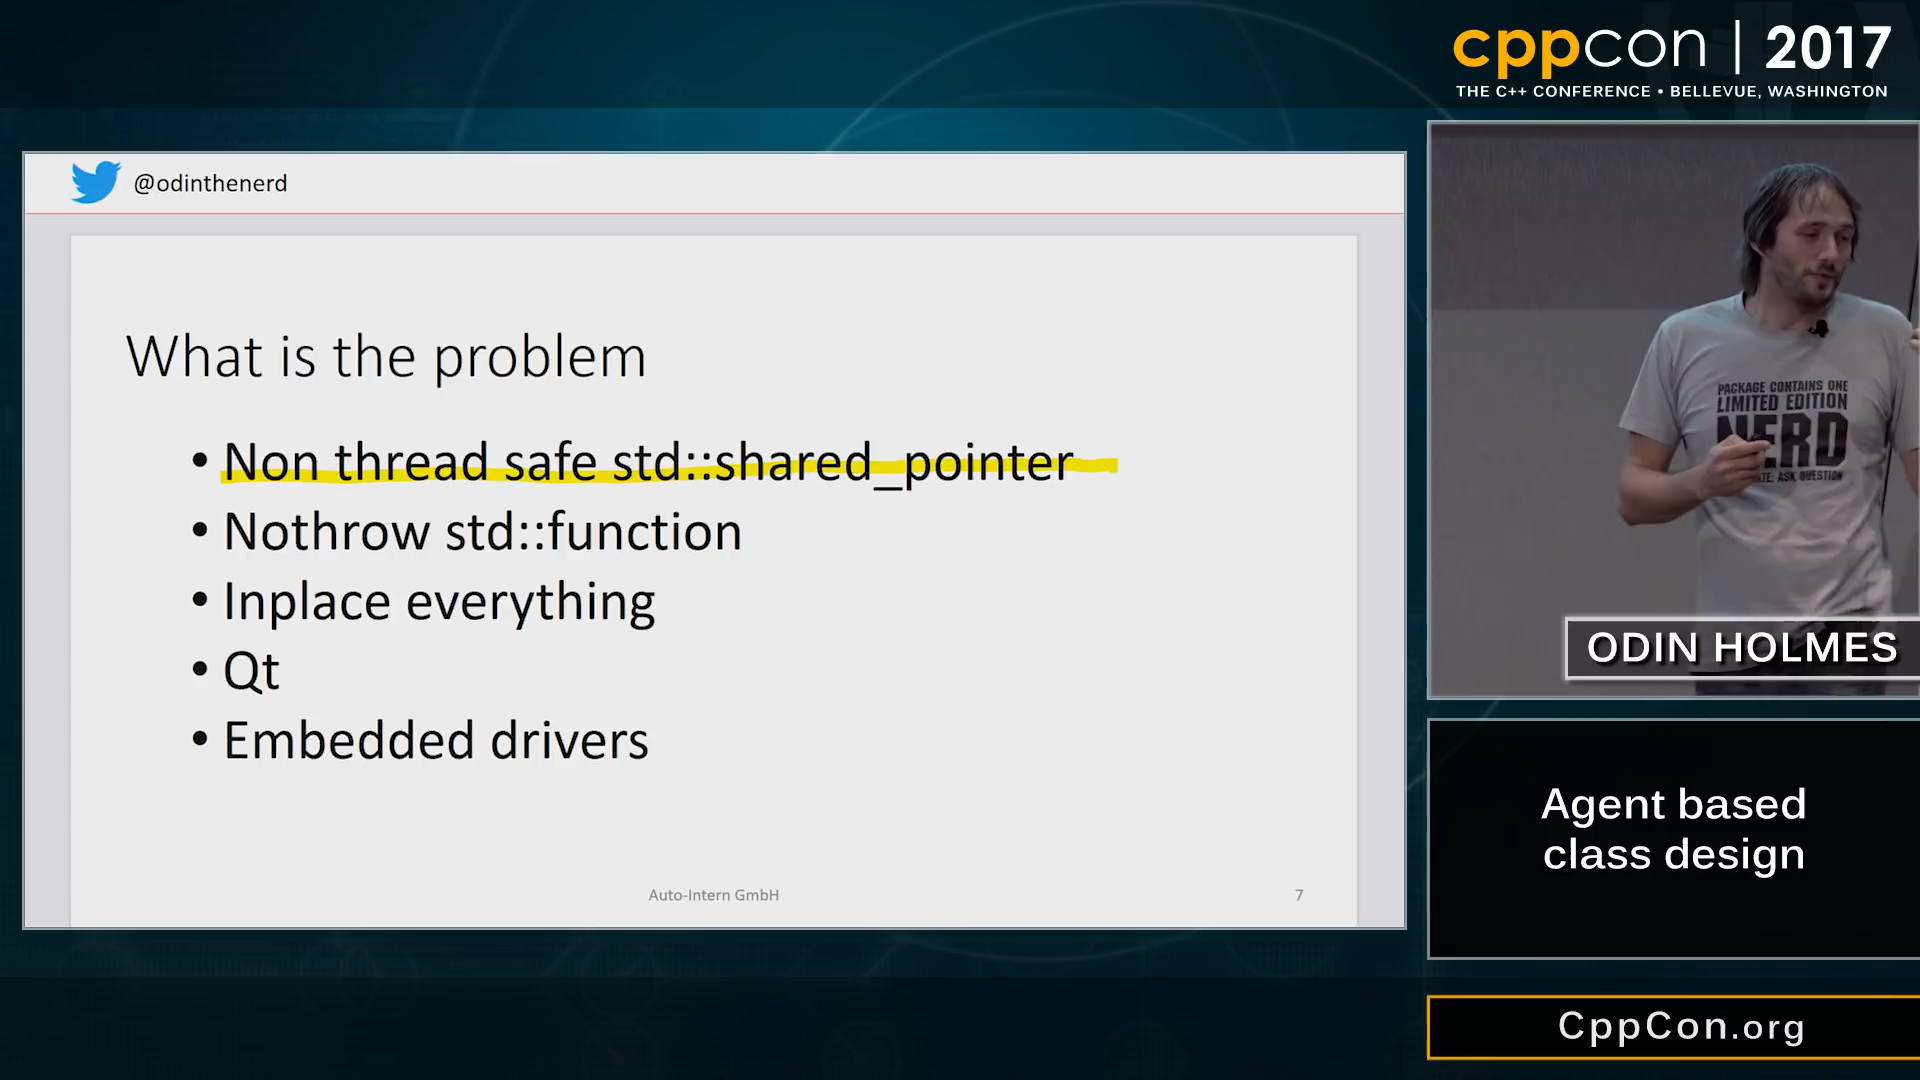 cppcon | 2017
THE C++ CONFERENCE • BELLEVUE, WASHINGTON
@odinthenerd
What is the problem
• Non thread safe std::shared_pointer
• Nothrow std::function
• Inplace everything
• Qt
• Embedded drivers
Auto-Intern GmbH
7
PACKAGE CONTAINS ONE
LIMITED EDITION
NERD
ASK QUESTION
ODIN HOLMES
Agent based
class design
CppCon.org